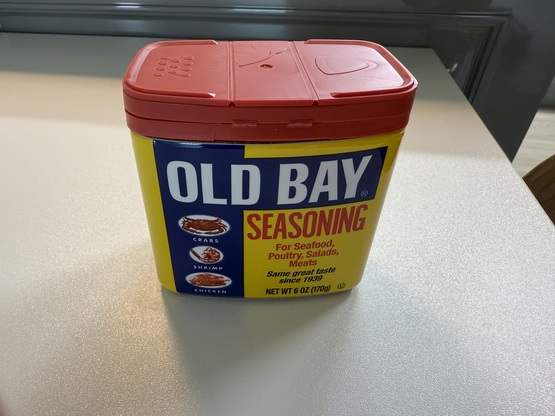 OLD BAY®
SEASONING
CRABS
SHRIMP
CHICKEN
For Seafood,
Poultry, Salads,
Meats
Same great taste
since 1939
NET WT 6 OZ (170g)